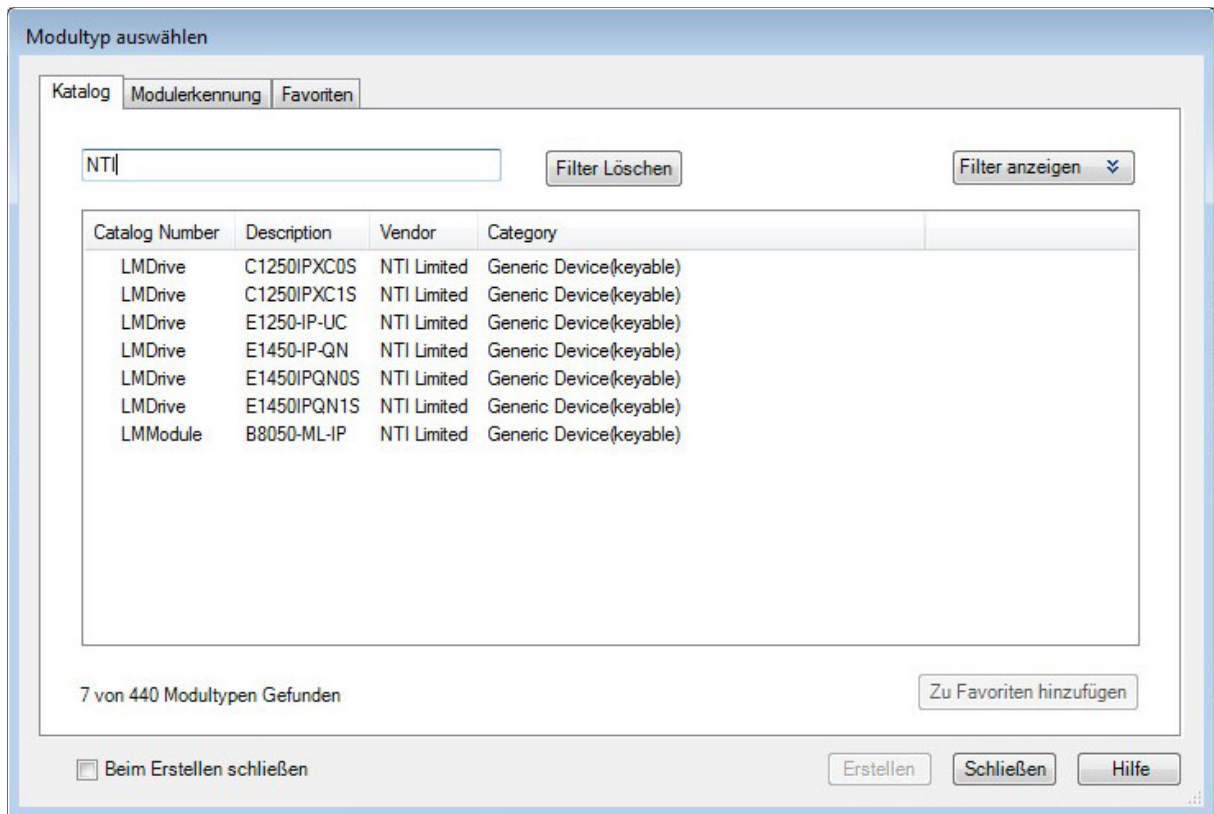 Modultyp auswählen
Katalog Modulerkennung Favoriten
NTI Filter Löschen Filter anzeigen
Catalog Number Description Vendor Category
LMDrive C1250IPXC0S NTI Limited Generic Device(keyable)
LMDrive C1250IPXC1S NTI Limited Generic Device(keyable)
LMDrive E1250-IP-UC NTI Limited Generic Device(keyable)
LMDrive E1450-IP-QN NTI Limited Generic Device(keyable)
LMDrive E1450IPQN0S NTI Limited Generic Device(keyable)
LMDrive E1450IPQN1S NTI Limited Generic Device(keyable)
LMModule B8050-ML-IP NTI Limited Generic Device(keyable)
7 von 440 Modultypen Gefunden Zu Favoriten hinzufügen
Beim Erstellen schließen Erstellen Schließen Hilfe